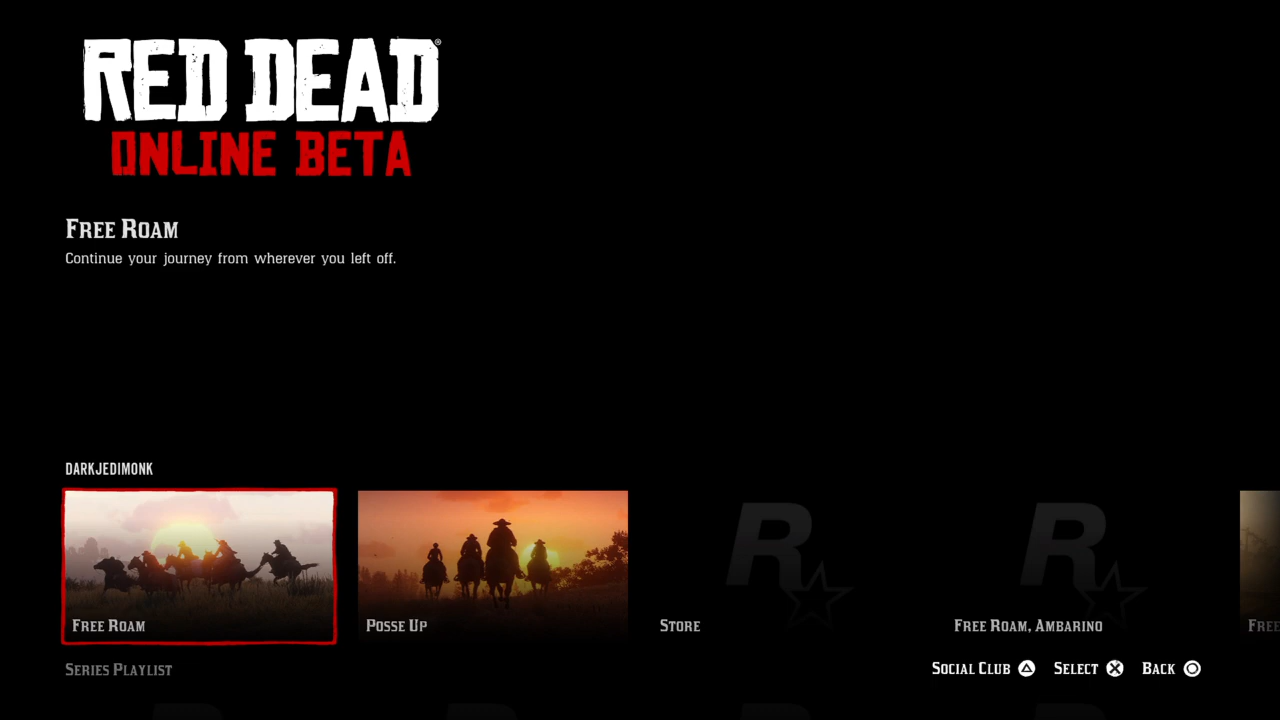 RED DEAD®
ONLINE BETA
FREE ROAM
Continue your journey from wherever you left off.
DARKJEDIMONK
FREE ROAM
POSSE UP
R
STORE
R
FREE ROAM, AMBARINO
FREE
SERIES PLAYLIST
SOCIAL CLUB
SELECT
BACK